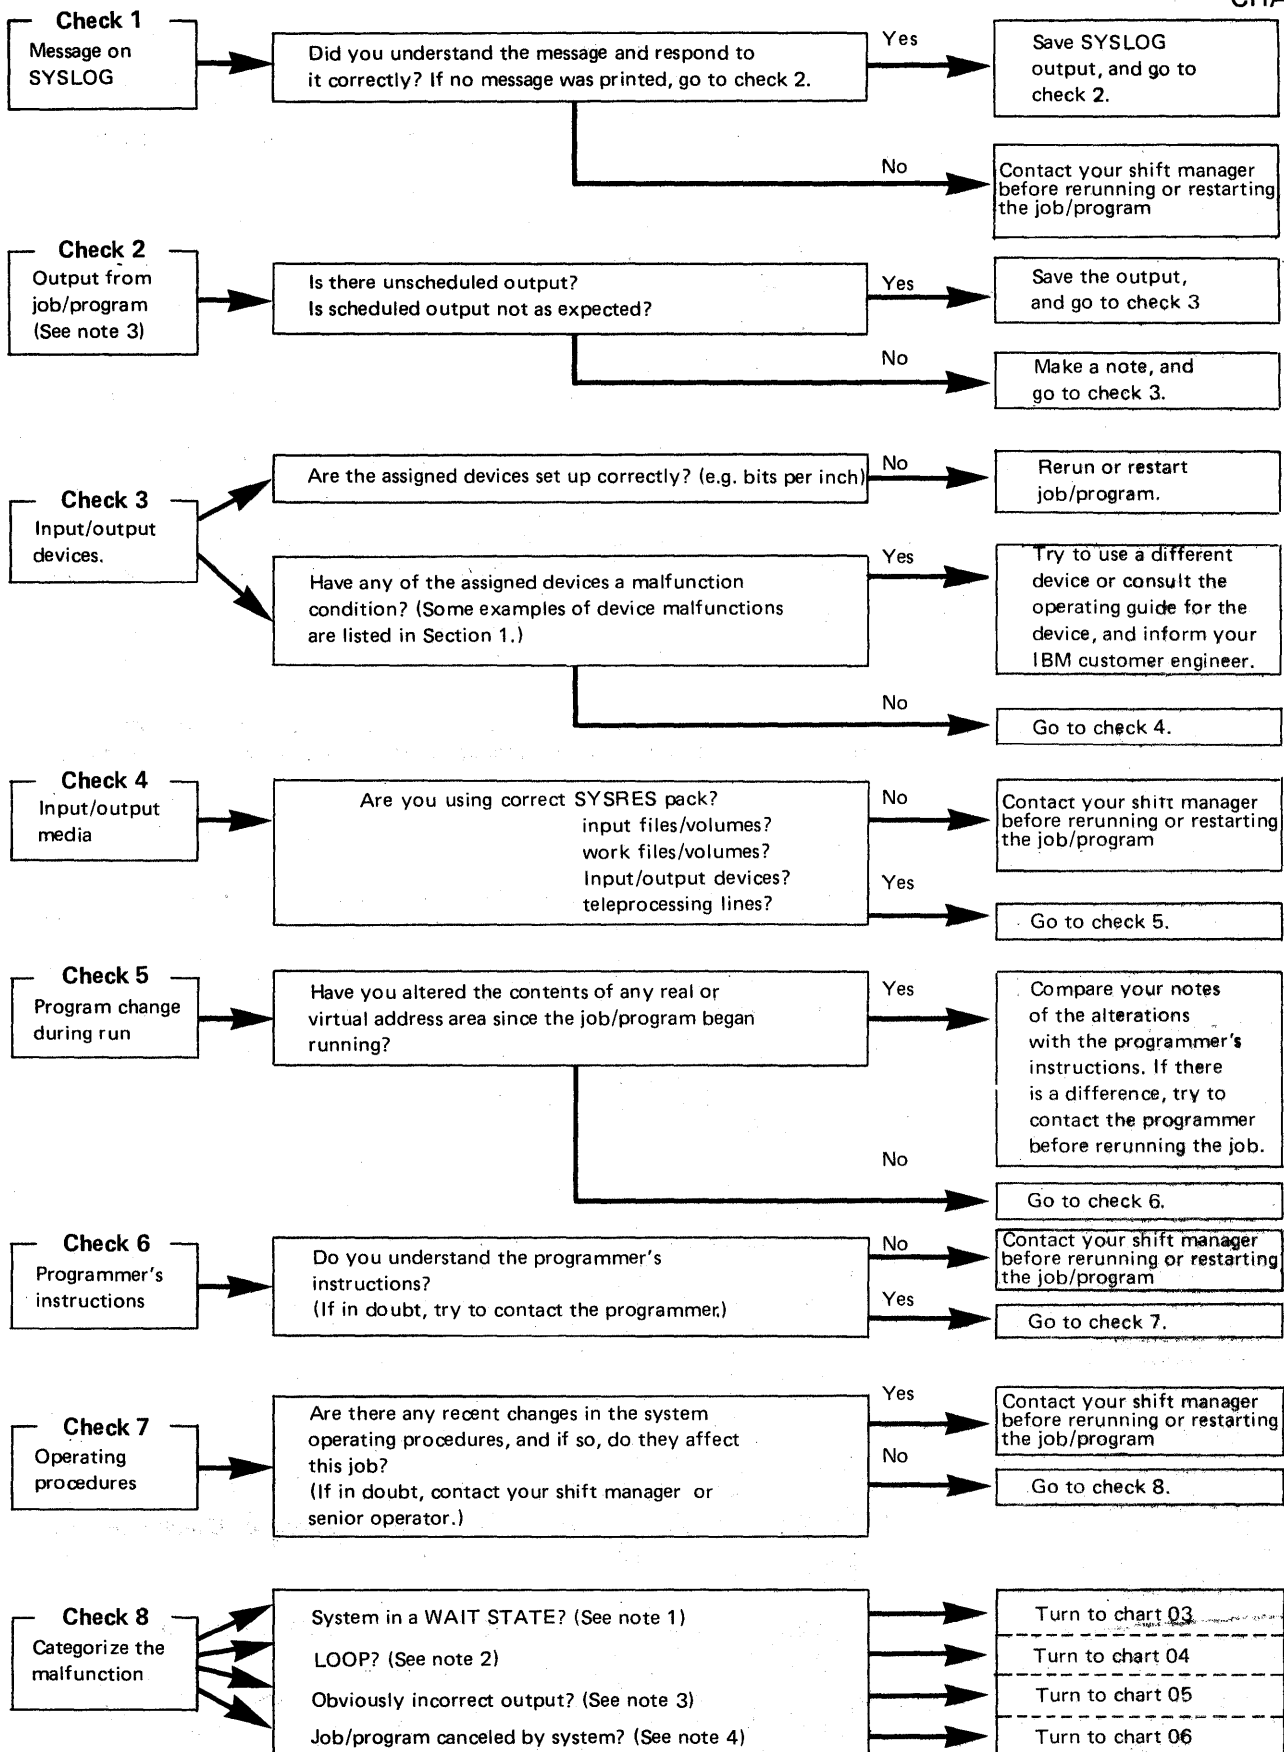 CHA
Check 1
Message on
SYSLOG
Did you understand the message and respond to
it correctly? If no message was printed, go to check 2.
Yes
Save SYSLOG
output, and go to
check 2.
No
Contact your shift manager
before rerunning or restarting
the job/program
Check 2
Output from
job/program
(See note 3)
Is there unscheduled output?
Is scheduled output not as expected?
Yes
Save the output,
and go to check 3
No
Make a note, and
go to check 3.
Check 3
Input/output
devices.
Are the assigned devices set up correctly? (e.g. bits per inch)
No
Rerun or restart
job/program.
Have any of the assigned devices a malfunction
condition? (Some examples of device malfunctions
are listed in Section 1.)
Yes
Try to use a different
device or consult the
operating guide for the
device, and inform your
IBM customer engineer.
No
Go to check 4.
Check 4
Input/output
media
Are you using correct SYSRES pack?
input files/volumes?
work files/volumes?
Input/output devices?
teleprocessing lines?
No
Contact your shift manager
before rerunning or restarting
the job/program
Yes
Go to check 5.
Check 5
Program change
during run
Have you altered the contents of any real or
virtual address area since the job/program began
running?
Yes
Compare your notes
of the alterations
with the programmer's
instructions. If there
is a difference, try to
contact the programmer
before rerunning the job.
No
Go to check 6.
Check 6
Programmer's
instructions
Do you understand the programmer's
instructions?
(If in doubt, try to contact the programmer.)
No
Contact your shift manager
before rerunning or restarting
the job/program
Yes
Go to check 7.
Check 7
Operating
procedures
Are there any recent changes in the system
operating procedures, and if so, do they affect
this job?
(If in doubt, contact your shift manager or
senior operator.)
Yes
Contact your shift manager
before rerunning or restarting
the job/program
No
Go to check 8.
Check 8
Categorize the
malfunction
System in a WAIT STATE? (See note 1)
Turn to chart 03
LOOP? (See note 2)
Turn to chart 04
Obviously incorrect output? (See note 3)
Turn to chart 05
Job/program canceled by system? (See note 4)
Turn to chart 06